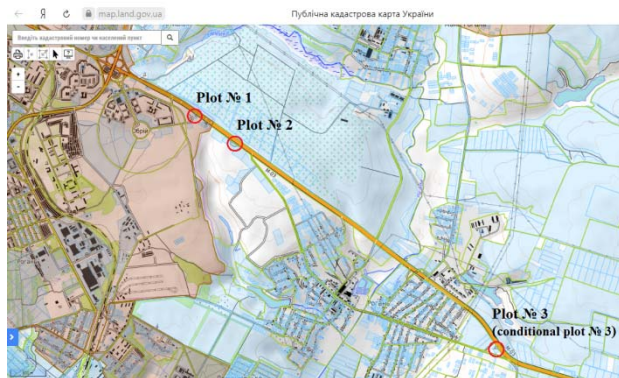 map.land.gov.ua
Публічна кадастрова карта України
Введіть кадастровий номер чи населений пункт
Plot № 1
Plot № 2
Plot № 3
(conditional plot № 3)